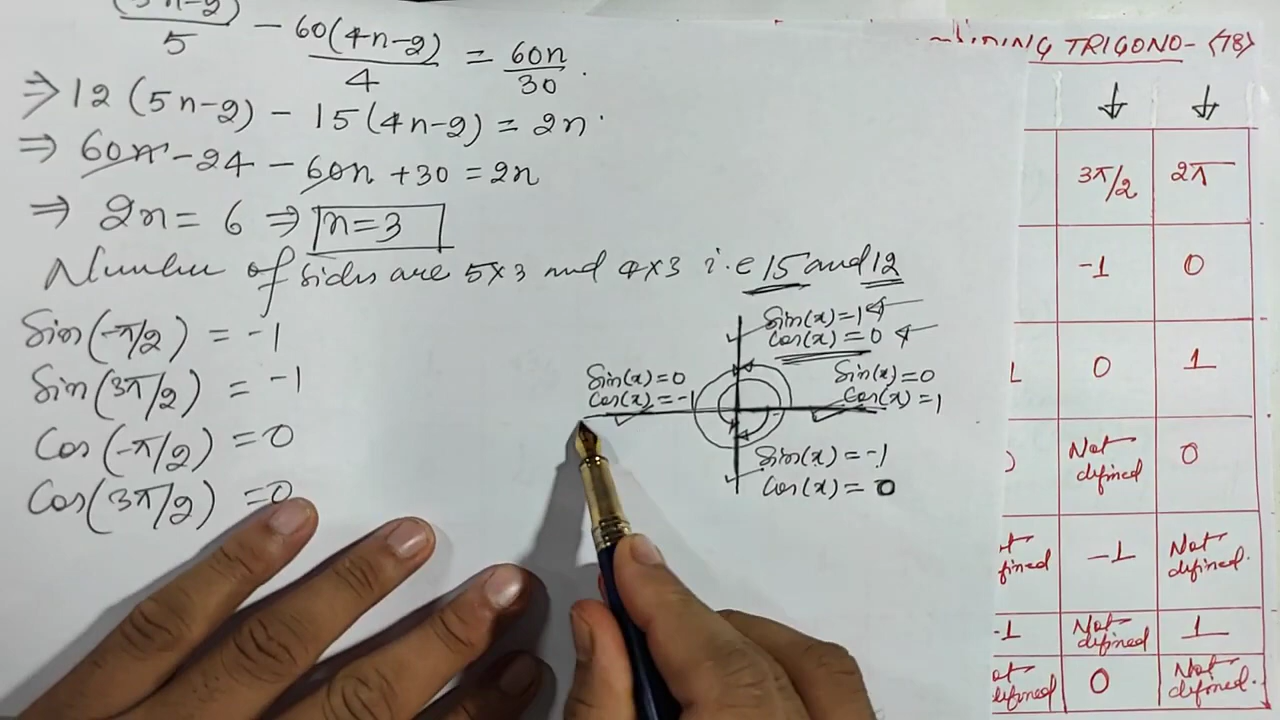 5
− 60(4n−2) / 4 = 60n / 30 .
⇒ 12 (5n−2) − 15 (4n−2) = 2n.
⇒ 60n − 24 − 60n + 30 = 2n
⇒ 2n = 6 ⇒ n=3
Number of sides are 5×3 and 4×3 i.e 15 and 12
Sin(−π/2) = −1
Sin(3π/2) = −1
Cos(−π/2) = 0
Cos(3π/2) = 0
Sin(x)=1
Cos(x)=0
Sin(x)=0
Cos(x)=−1
Sin(x)=0
Cos(x)=1
Sin(x)=−1
Cos(x)=0
TRIGONO− (78)
3π/2 2π
−1 0
0 1
Not defined 0
−1 Not defined.
−1 Not defined 1
0 Not defined.